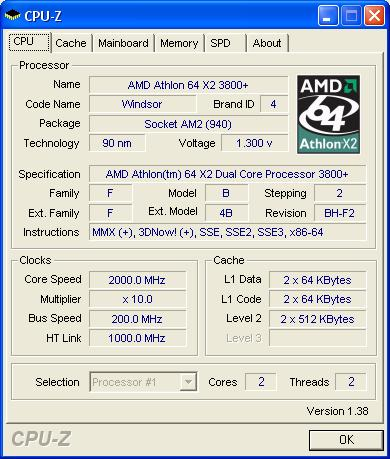 CPU-Z
CPU Cache Mainboard Memory SPD About
Processor
Name AMD Athlon 64 X2 3800+
Code Name Windsor Brand ID 4
Package Socket AM2 (940)
Technology 90 nm Voltage 1.300 v
AMD
64
Athlon X2
Specification AMD Athlon(tm) 64 X2 Dual Core Processor 3800+
Family F Model B Stepping 2
Ext. Family F Ext. Model 4B Revision BH-F2
Instructions MMX (+), 3DNow! (+), SSE, SSE2, SSE3, x86-64
Clocks
Core Speed 2000.0 MHz
Multiplier x 10.0
Bus Speed 200.0 MHz
HT Link 1000.0 MHz
Cache
L1 Data 2 x 64 KBytes
L1 Code 2 x 64 KBytes
Level 2 2 x 512 KBytes
Level 3
Selection Processor #1 Cores 2 Threads 2
Version 1.38
CPU-Z OK